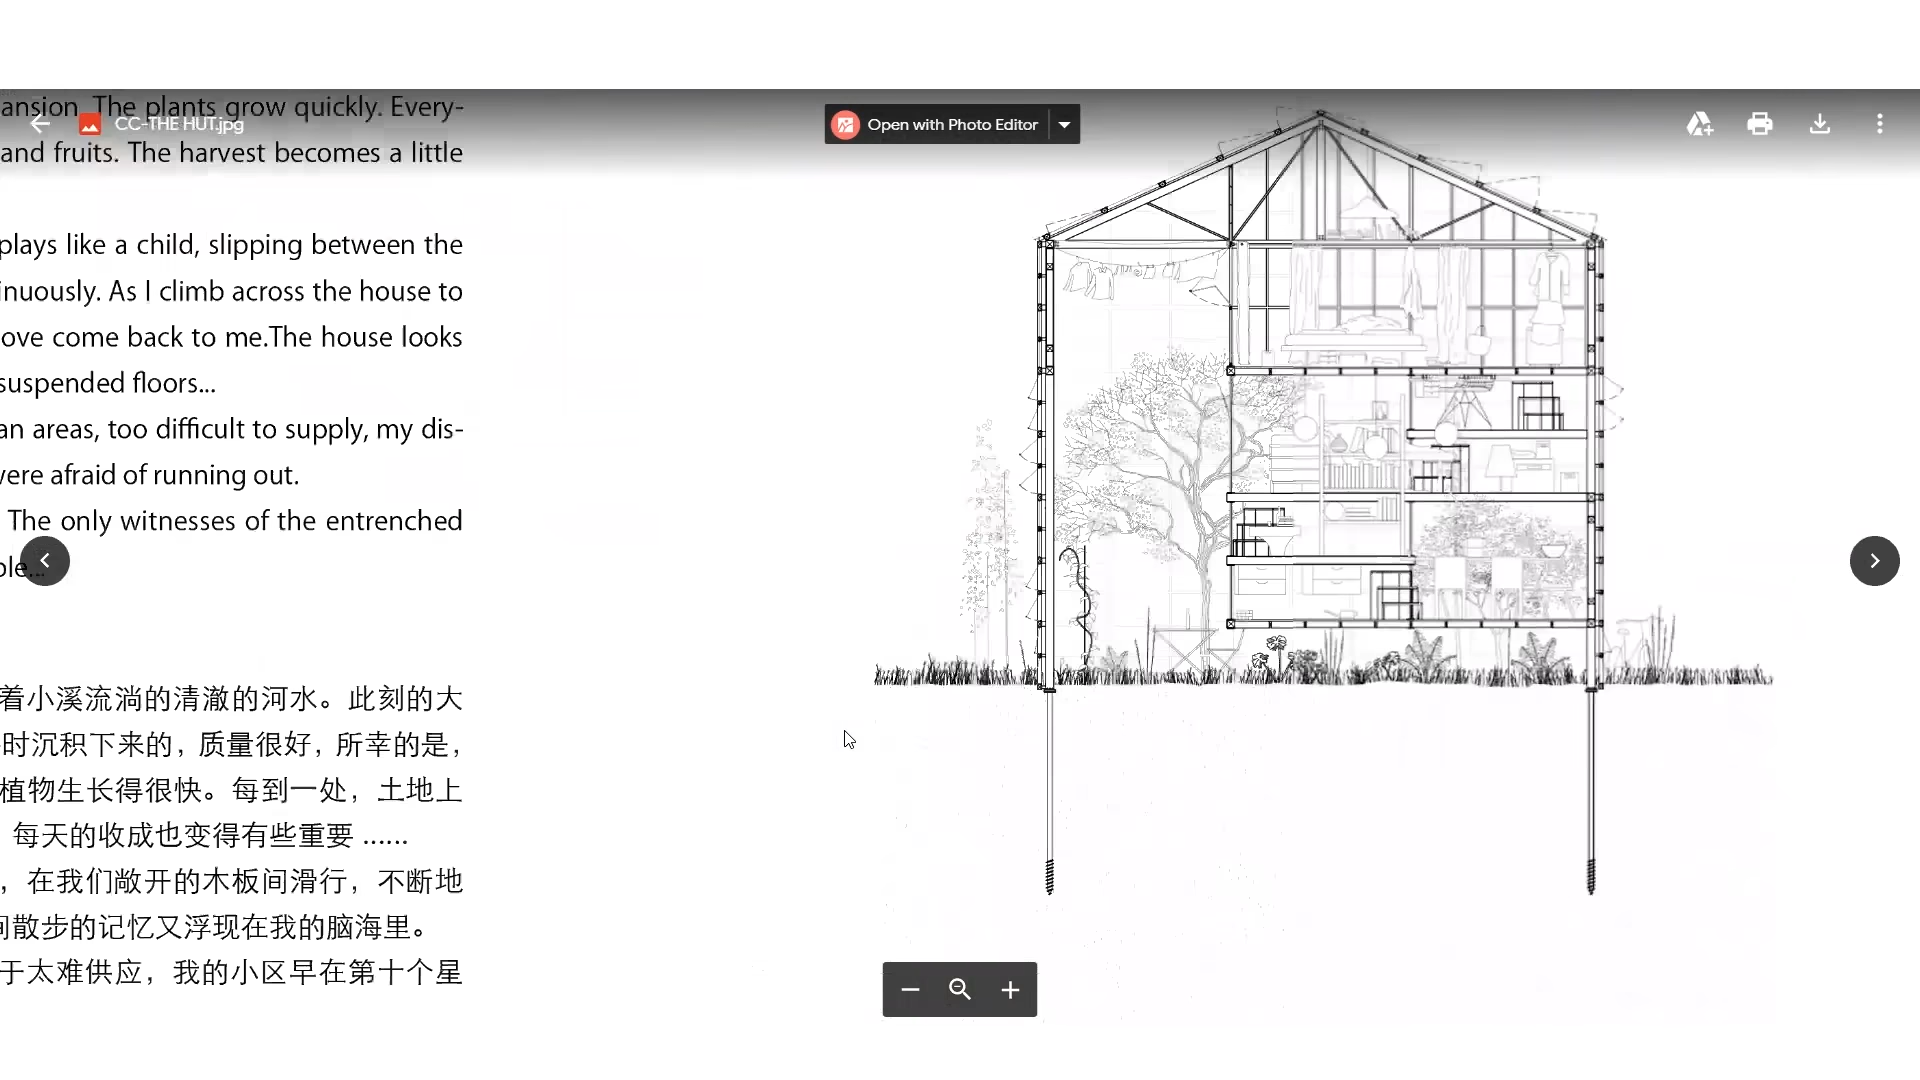 ansion. The plants grow quickly. Every-
CC-THE HUT.jpg
Open with Photo Editor
and fruits. The harvest becomes a little
plays like a child, slipping between the
inuously. As I climb across the house to
ove come back to me.The house looks
suspended floors...
an areas, too difficult to supply, my dis-
were afraid of running out.
The only witnesses of the entrenched
ple...
着小溪流淌的清澈的河水。此刻的大
时沉积下来的，质量很好，所幸的是，
植物生长得很快。每到一处，土地上
，每天的收成也变得有些重要 ......
，在我们敞开的木板间滑行，不断地
间散步的记忆又浮现在我的脑海里。
于太难供应，我的小区早在第十个星